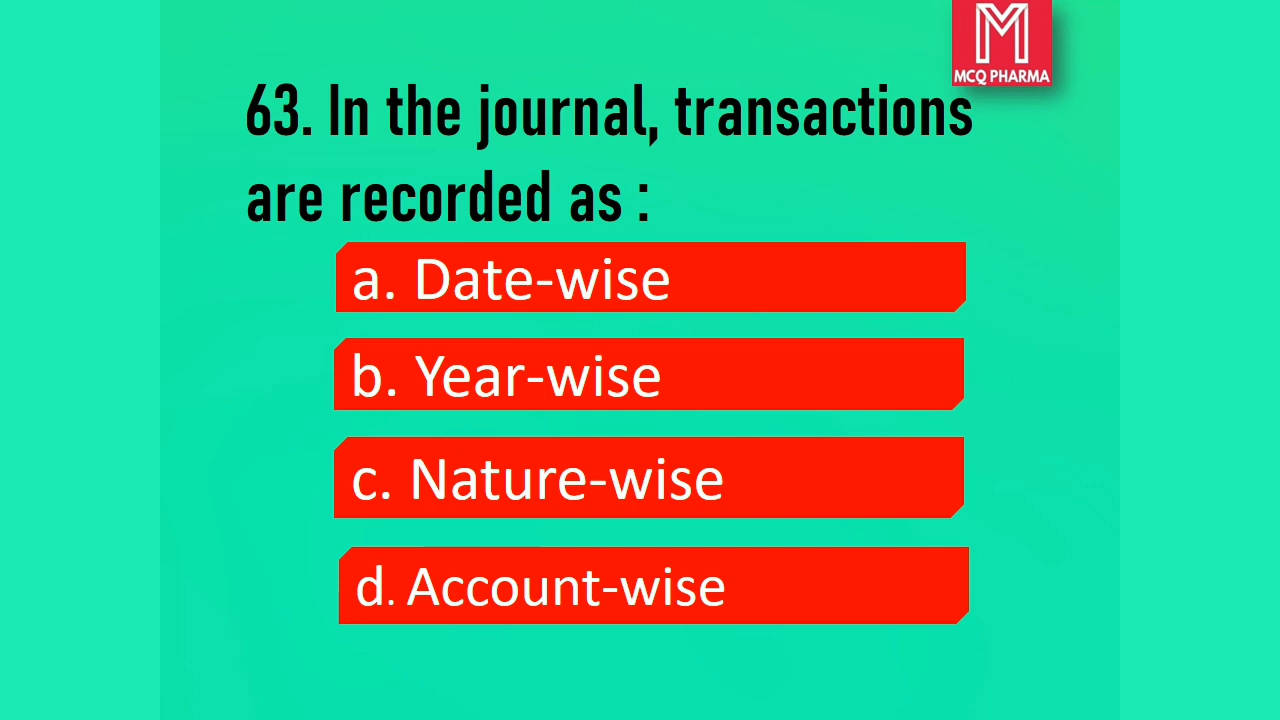 MCQ PHARMA
63. In the journal, transactions
are recorded as :
a. Date-wise
b. Year-wise
c. Nature-wise
d. Account-wise